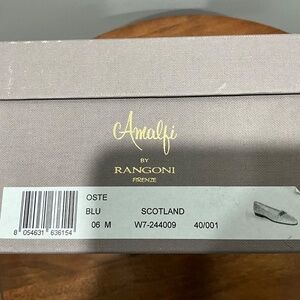 Amalfi
BY
RANGONI
FIRENZE
OSTE
BLU SCOTLAND
06 M W7-244009 40/001
8 054631 636154